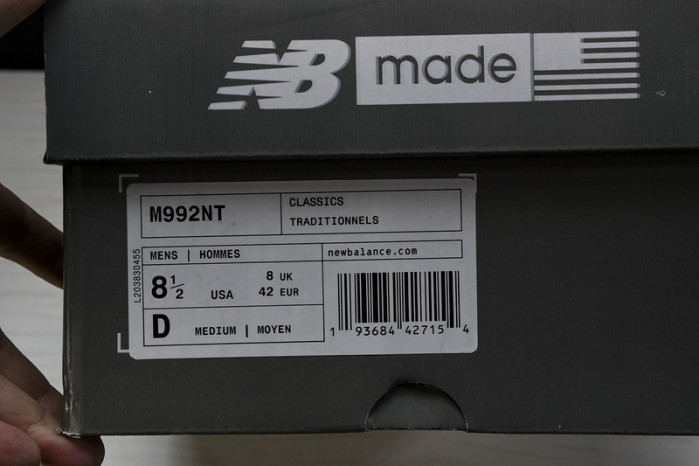 NB made
M992NT
CLASSICS
TRADITIONNELS
MENS | HOMMES
newbalance.com
8 1/2 USA
8 UK
42 EUR
D MEDIUM | MOYEN
1 93684 42715 4
L203830455